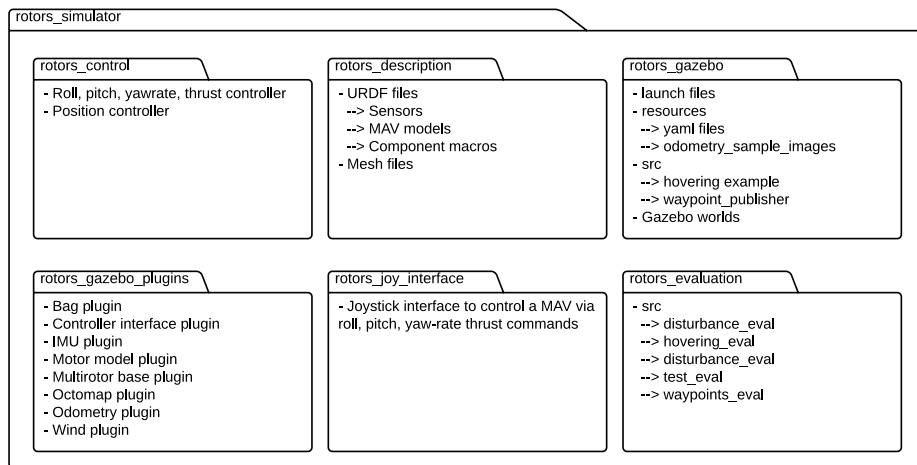 rotors_simulator
rotors_control
- Roll, pitch, yawrate, thrust controller
- Position controller
rotors_description
- URDF files
--> Sensors
--> MAV models
--> Component macros
- Mesh files
rotors_gazebo
- launch files
- resources
--> yaml files
--> odometry_sample_images
- src
--> hovering example
--> waypoint_publisher
- Gazebo worlds
rotors_gazebo_plugins
- Bag plugin
- Controller interface plugin
- IMU plugin
- Motor model plugin
- Multirotor base plugin
- Octomap plugin
- Odometry plugin
- Wind plugin
rotors_joy_interface
- Joystick interface to control a MAV via
roll, pitch, yaw-rate thrust commands
rotors_evaluation
- src
--> disturbance_eval
--> hovering_eval
--> disturbance_eval
--> test_eval
--> waypoints_eval